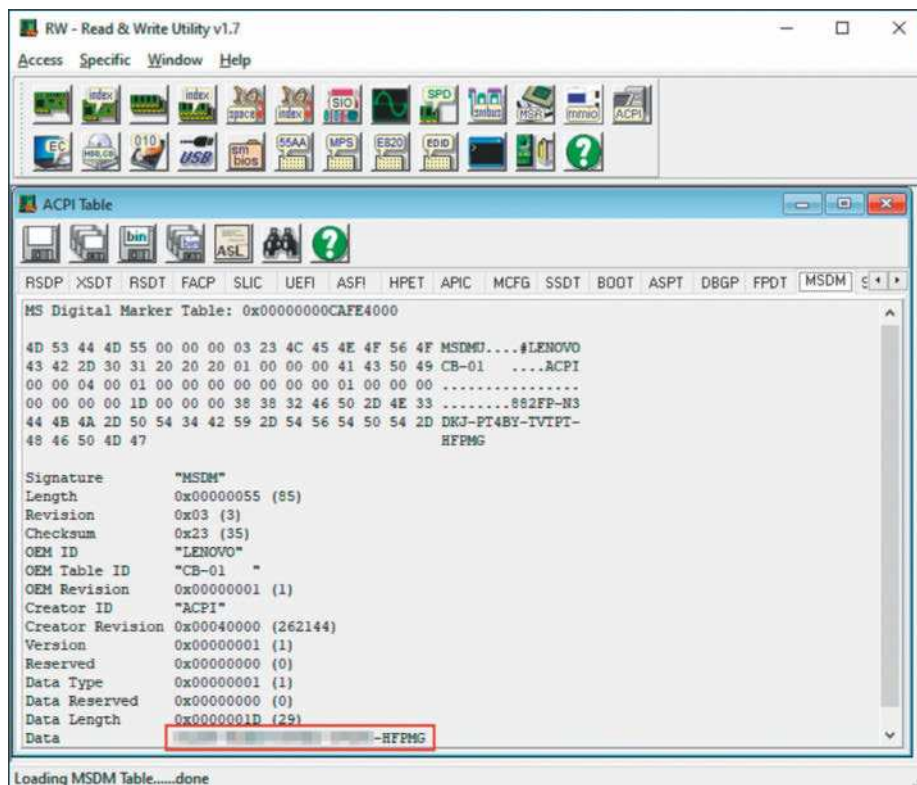 RW - Read & Write Utility v1.7
Access Specific Window Help
index index space index SIO SPD smbus MSR mmio ACPI
EC 010 USB sm bios 55AA MPS E820 EDID
ACPI Table
bin ASL
RSDP XSDT RSDT FACP SLIC UEFI ASF! HPET APIC MCFG SSDT BOOT ASPT DBGP FPDT MSDM
MS Digital Marker Table: 0x00000000CAFE4000
4D 53 44 4D 55 00 00 00 03 23 4C 45 4E 4F 56 4F MSDMU....#LENOVO
43 42 2D 30 31 20 20 20 01 00 00 00 41 43 50 49 CB-01   ....ACPI
00 00 04 00 01 00 00 00 00 00 00 00 01 00 00 00 ................
00 00 00 00 1D 00 00 00 38 38 32 46 50 2D 4E 33 ........882FP-N3
44 4B 4A 2D 50 54 34 42 59 2D 54 56 54 50 54 2D DKJ-PT4BY-TVTPT-
48 46 50 4D 47 HFPMG
Signature "MSDM"
Length 0x00000055 (85)
Revision 0x03 (3)
Checksum 0x23 (35)
OEM ID "LENOVO"
OEM Table ID "CB-01   "
OEM Revision 0x00000001 (1)
Creator ID "ACPI"
Creator Revision 0x00040000 (262144)
Version 0x00000001 (1)
Reserved 0x00000000 (0)
Data Type 0x00000001 (1)
Data Reserved 0x00000000 (0)
Data Length 0x0000001D (29)
Data -HFPMG
Loading MSDM Table......done